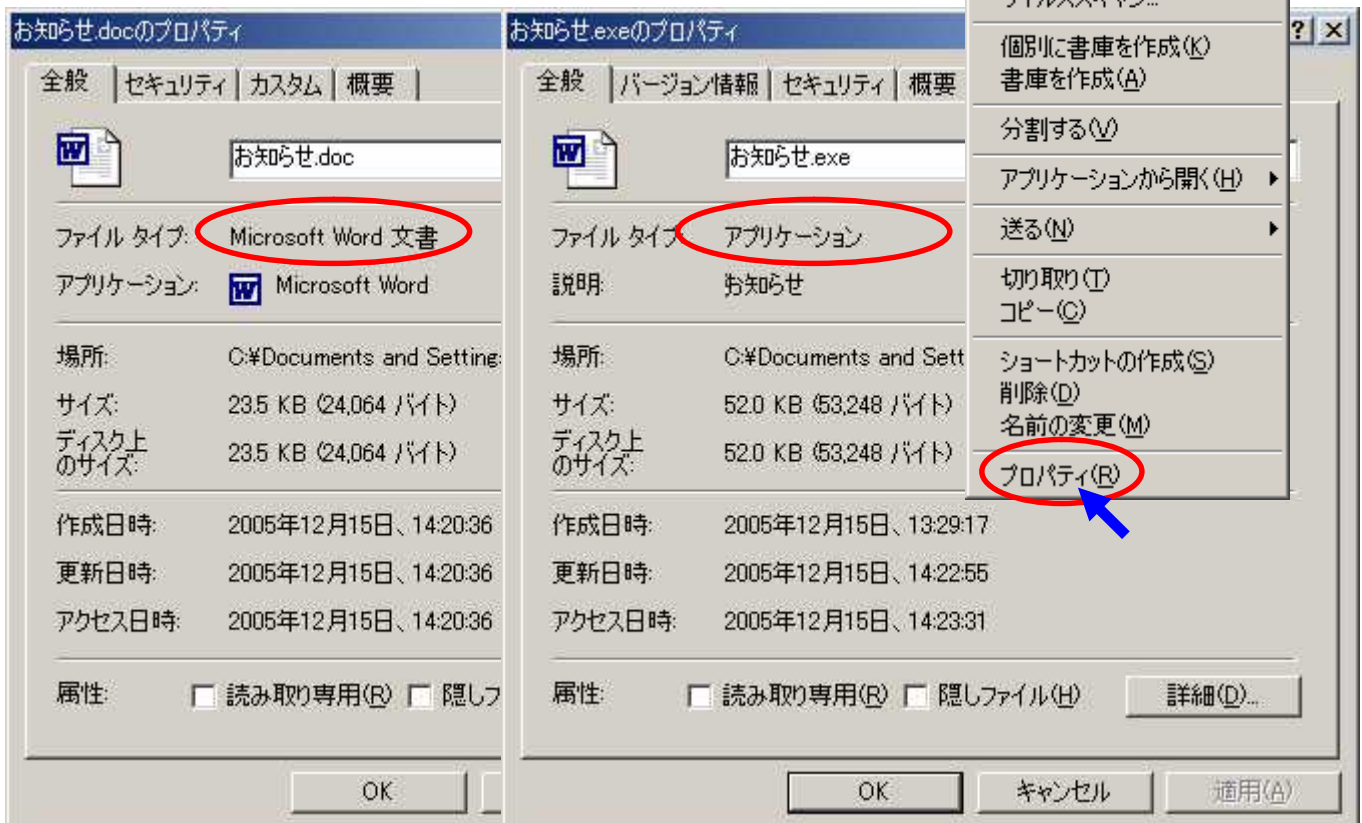 お知らせ.docのプロパティ
全般 セキュリティ カスタム 概要
お知らせ.doc
ファイル タイプ: Microsoft Word 文書
アプリケーション: Microsoft Word
場所: C:¥Documents and Setting
サイズ: 23.5 KB (24,064 バイト)
ディスク上
のサイズ: 23.5 KB (24,064 バイト)
作成日時: 2005年12月15日、14:20:36
更新日時: 2005年12月15日、14:20:36
アクセス日時: 2005年12月15日、14:20:36
属性: 読み取り専用(R) 隠しフ
OK
お知らせ.exeのプロパティ
全般 バージョン情報 セキュリティ 概要
お知らせ.exe
ファイル タイプ アプリケーション
説明: お知らせ
場所: C:¥Documents and Sett
サイズ: 52.0 KB (53,248 バイト)
ディスク上
のサイズ: 52.0 KB (53,248 バイト)
作成日時: 2005年12月15日、13:29:17
更新日時: 2005年12月15日、14:22:55
アクセス日時: 2005年12月15日、14:23:31
属性: 読み取り専用(R) 隠しファイル(H) 詳細(D)...
OK キャンセル 適用(A)
個別に書庫を作成(K)
書庫を作成(A)
分割する(V)
アプリケーションから開く(H)
送る(N)
切り取り(T)
コピー(C)
ショートカットの作成(S)
削除(D)
名前の変更(M)
プロパティ(R)